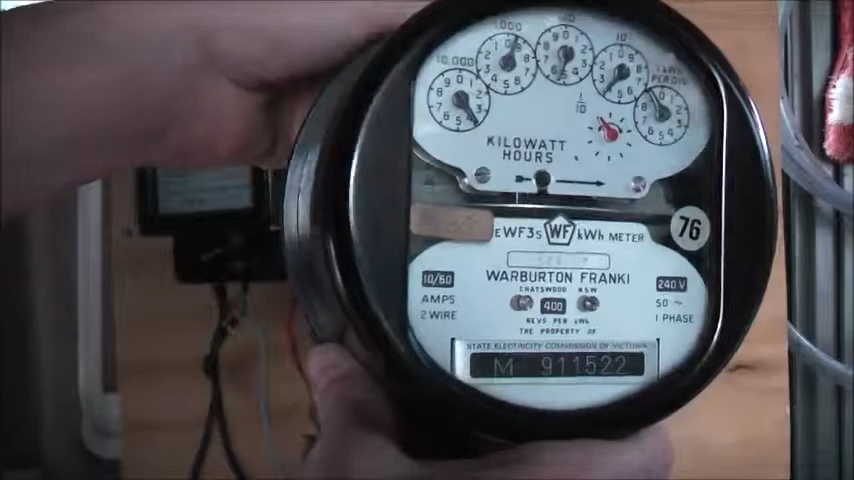 10,000
1000
10
1 kWh
PER DIV
1
10
KILOWATT
HOURS
EWF3S WF kWh METER
76
WARBURTON FRANKI
CHATSWOOD NSW
10/60
AMPS
2 WIRE
400
REVS PER kWh
240 V
50 ~
1 PHASE
THE PROPERTY OF
STATE ELECTRICITY COMMISSION OF VICTORIA
M 911522